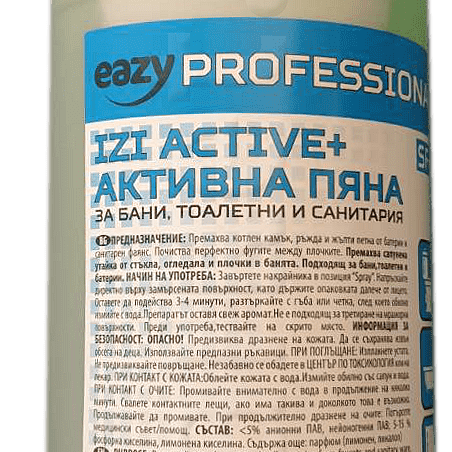 eazy PROFESSIONA
IZI ACTIVE+
АКТИВНА ПЯНА
ЗА БАНИ, ТОАЛЕТНИ И САНИТАРИЯ
BG ПРЕДНАЗНАЧЕНИЕ: Премахва котлен камък, ръжда и жълти петна от батерии и
санитарен фаянс. Почиства перфектно фугите между плочките. Премахва сапунена
утайка от стъкла, огледала и плочки в банята. Подходящ за бани,тоалетни и
батерии. НАЧИН НА УПОТРЕБА: Завъртете накрайника в позиция "Spray". Напръскайте
директно върху замърсената повърхност, като държите опаковката далече от лицето.
Оставете да подейства 3-4 минути, разтъркайте с гъба или четка, след което обилно
изплакнете с вода.Препаратът оставя свеж аромат.Не е подходящ за третиране на мраморни
повърхности. Преди употреба,тествайте на скрито място. ИНФОРМАЦИЯ ЗА
БЕЗОПАСНОСТ: ОПАСНО! Предизвиква дразнене на кожата. Да се съхранява извън
обсега на деца. Използвайте предпазни ръкавици. ПРИ ПОГЛЪЩАНЕ: Изплакнете устата.
Не предизвиквайте повръщане. Незабавно се обадете в ЦЕНТЪР ПО ТОКСИКОЛОГИЯ или на
лекар. ПРИ КОНТАКТ С КОЖАТА:Облейте кожата с вода.Измийте обилно със сапун и вода.
ПРИ КОНТАКТ С ОЧИТЕ: Промивайте внимателно с вода в продължение на няколко
минути. Свалете контактните лещи, ако има такива и доколкото това е възможно.
Продължавайте да промивате. При продължително дразнене на очите: Потърсете
медицински съвет/помощ. СЪСТАВ: <5% анионни ПАВ, нейоногенни ПАВ; 5-15 %
фосфорна киселина, лимонена киселина. Съдържа още: парфюм (лимонен, линалол)